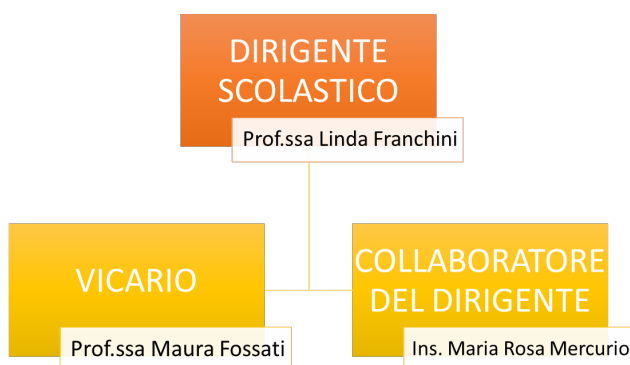 DIRIGENTE
SCOLASTICO
Prof.ssa Linda Franchini
VICARIO
Prof.ssa Maura Fossati
COLLABORATORE
DEL DIRIGENTE
Ins. Maria Rosa Mercurio